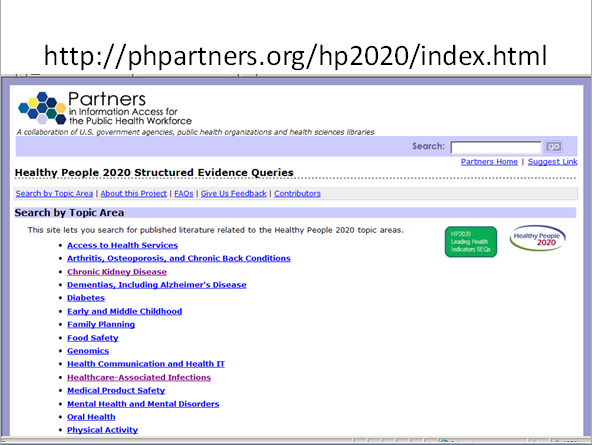 http://phpartners.org/hp2020/index.html
Partners
in Information Access for
the Public Health Workforce
A collaboration of U.S. government agencies, public health organizations and health sciences libraries
Search: go
Partners Home | Suggest Link
Healthy People 2020 Structured Evidence Queries
Search by Topic Area | About this Project | FAQs | Give Us Feedback | Contributors
Search by Topic Area
This site lets you search for published literature related to the Healthy People 2020 topic areas.
HP2020
Leading Health
Indicators SEQs
Healthy People
2020
• Access to Health Services
• Arthritis, Osteoporosis, and Chronic Back Conditions
• Chronic Kidney Disease
• Dementias, Including Alzheimer's Disease
• Diabetes
• Early and Middle Childhood
• Family Planning
• Food Safety
• Genomics
• Health Communication and Health IT
• Healthcare-Associated Infections
• Medical Product Safety
• Mental Health and Mental Disorders
• Oral Health
• Physical Activity